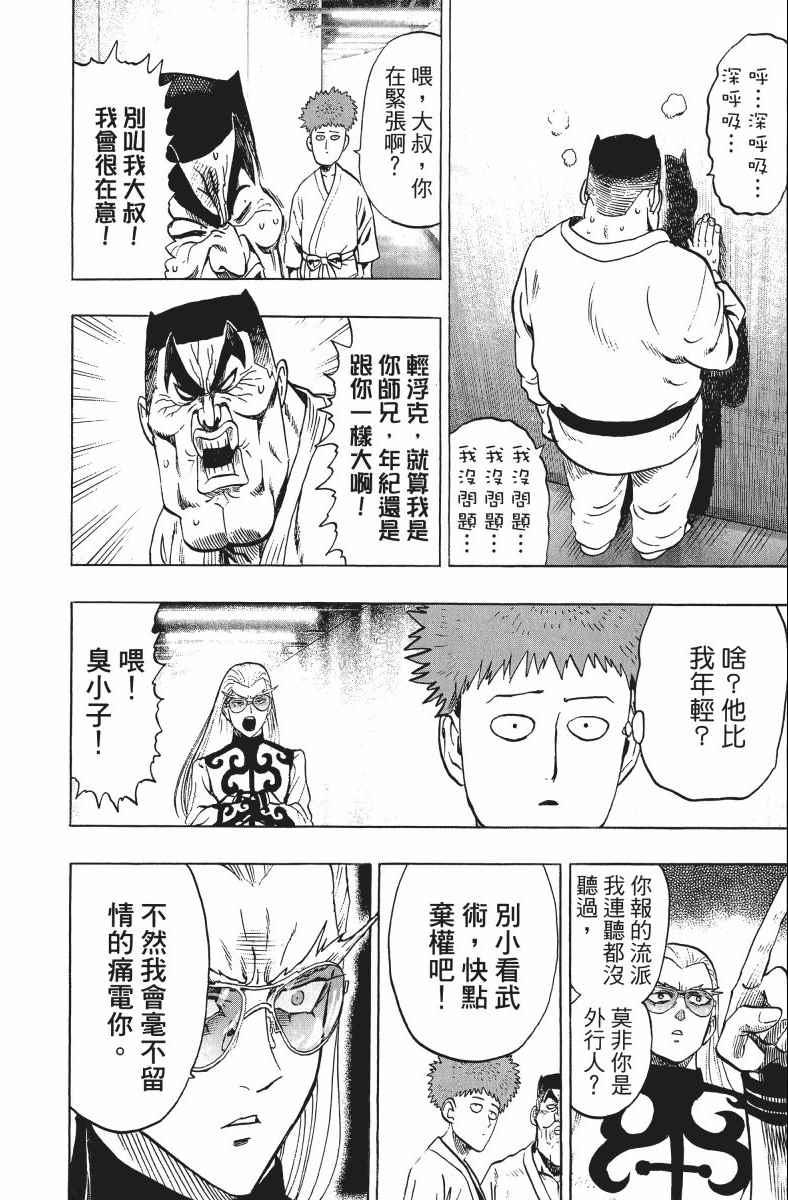 呼…深呼吸…
深呼吸…
我沒問題…
我沒問題…
我沒問題…
喂，大叔，你
在緊張啊？
別叫我大叔！
我會很在意！
輕浮克，就算我是
你師兄，年紀還是
跟你一樣大啊！
啥？他比
我年輕？
喂！
臭小子！
你報的流派
我連聽都沒
聽過，
莫非你是
外行人？
別小看武
術，快點
棄權吧！
不然我會毫不留
情的痛電你。